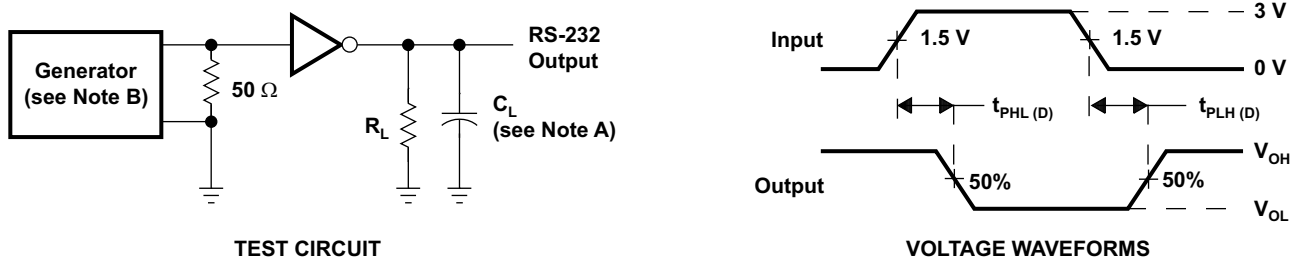 Generator
(see Note B)
50 Ω
RS-232
Output
R_L
C_L
(see Note A)
TEST CIRCUIT
Input
1.5 V
1.5 V
3 V
0 V
t_PHL (D)
t_PLH (D)
Output
50%
50%
V_OH
V_OL
VOLTAGE WAVEFORMS